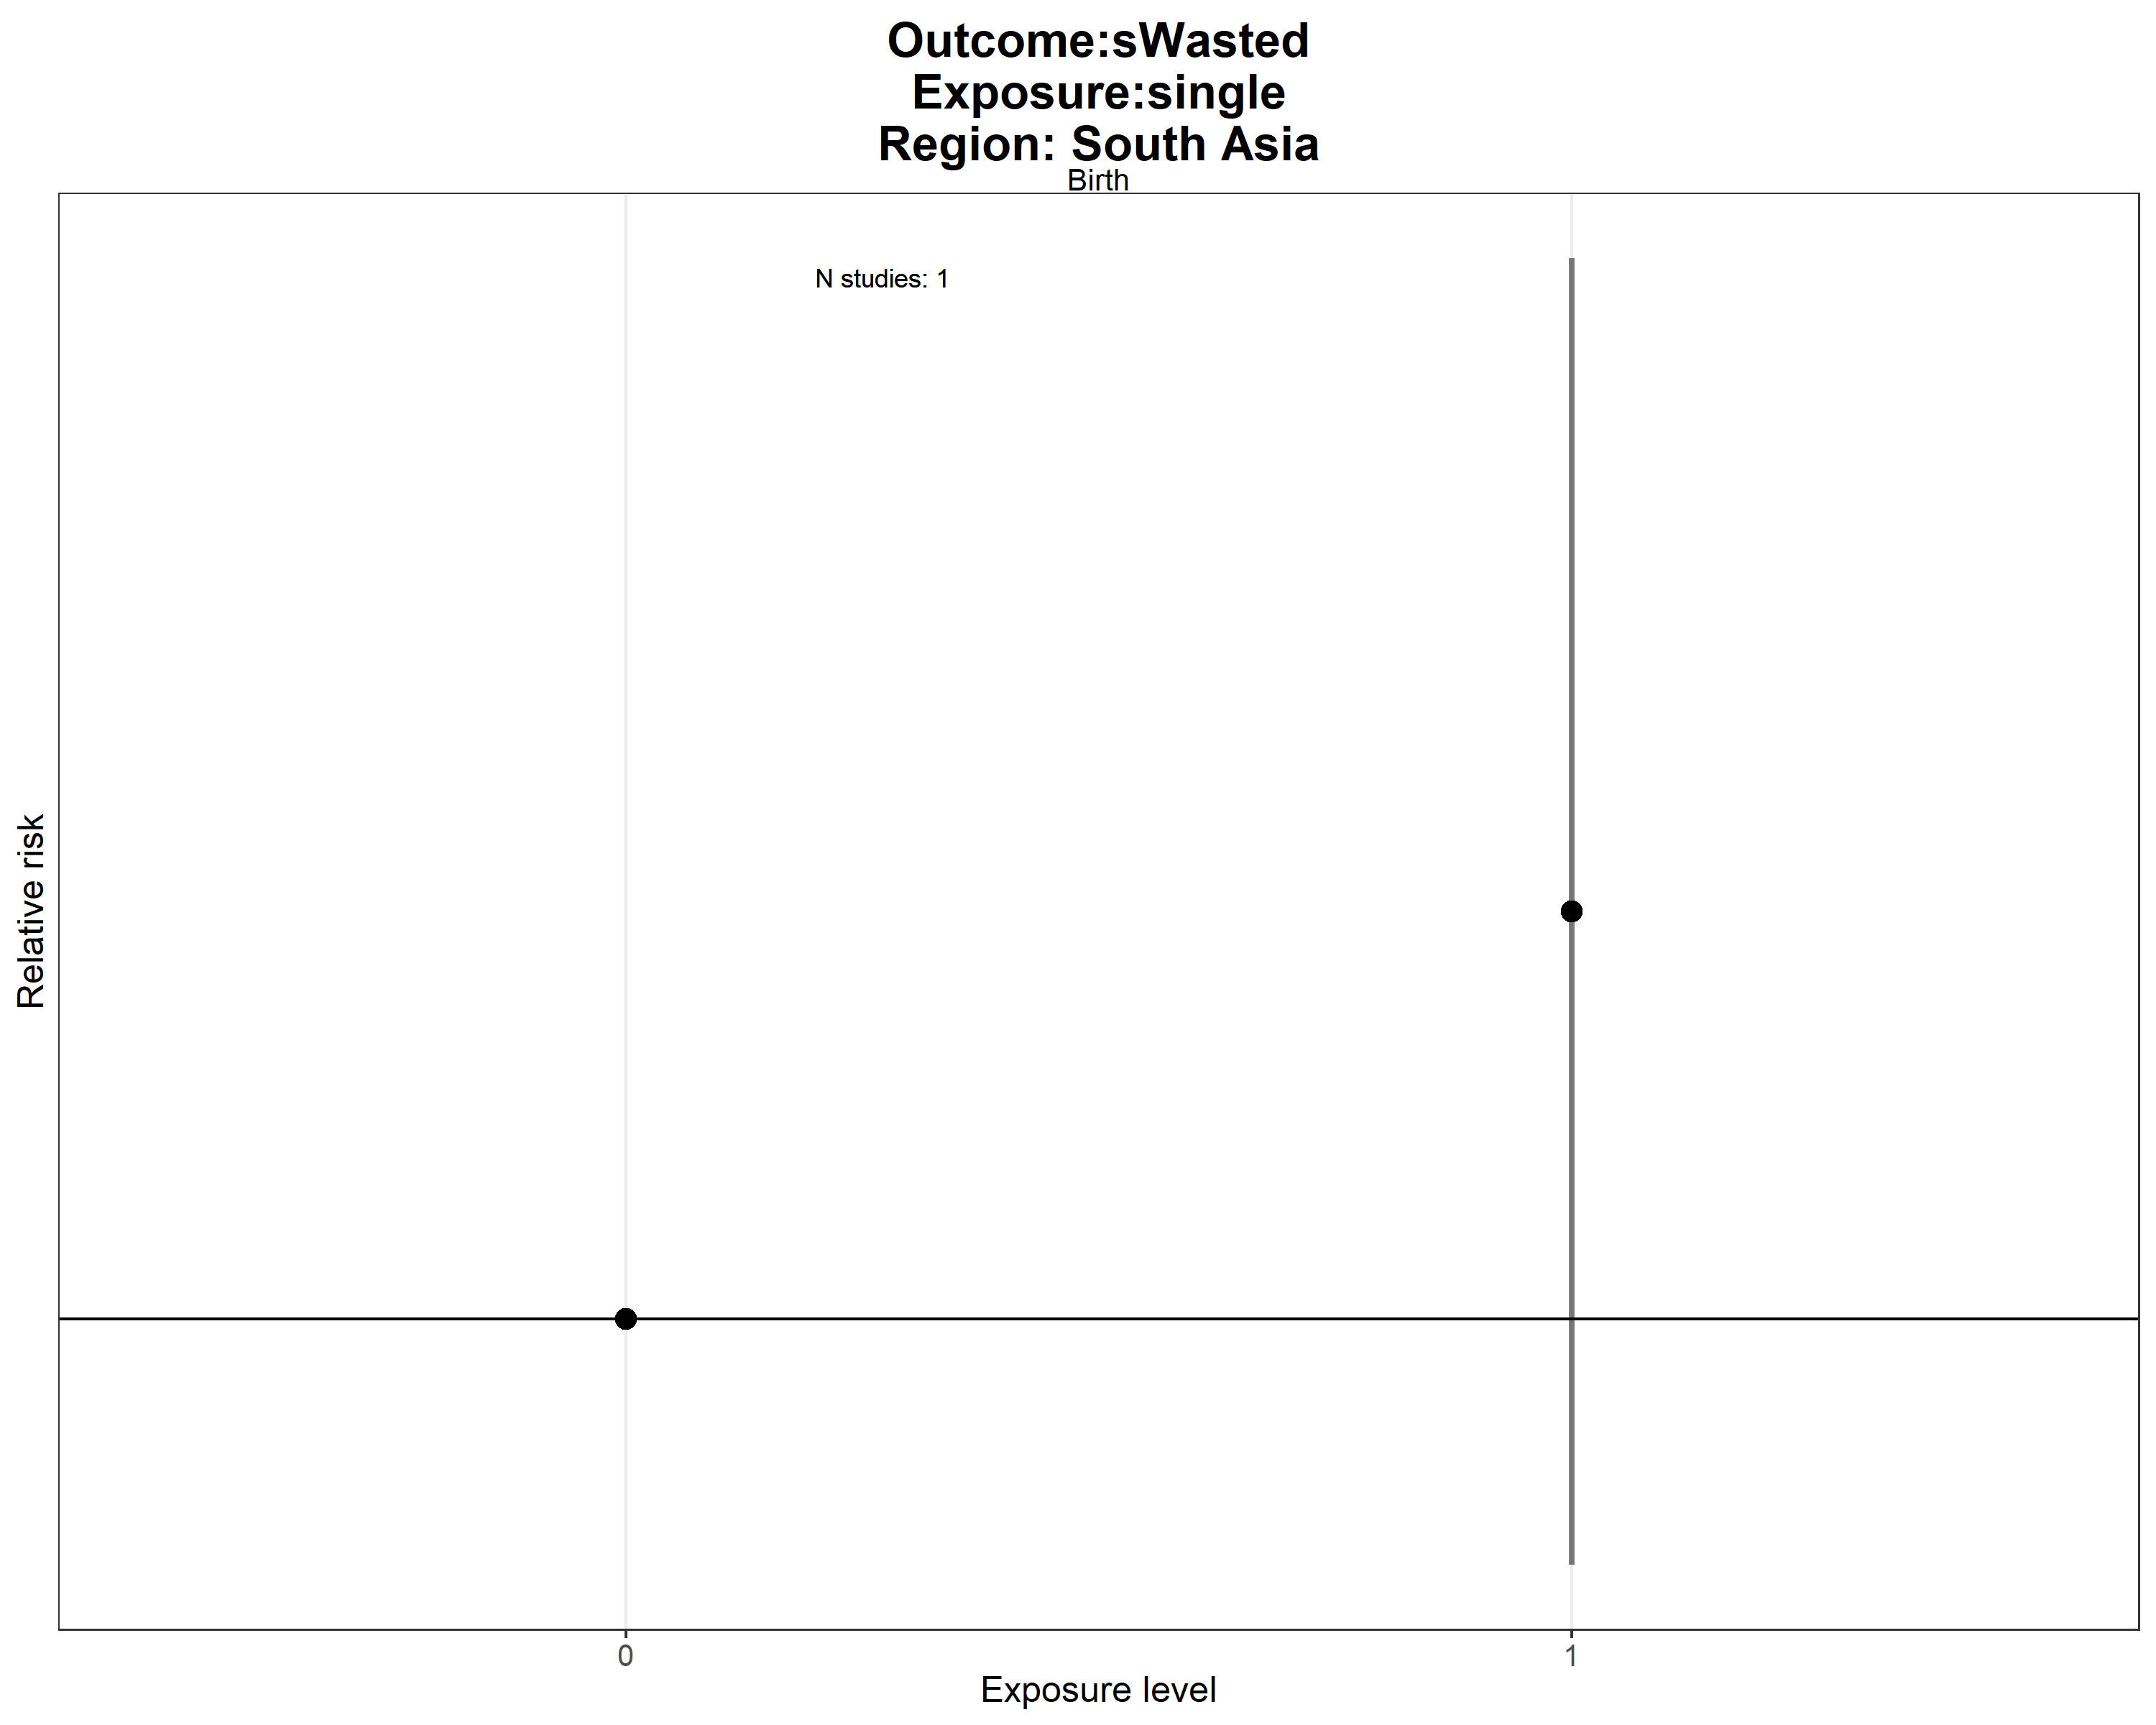 Outcome:sWasted
Exposure:single
Region: South Asia
Birth
N studies: 1
Relative risk
0
1
Exposure level